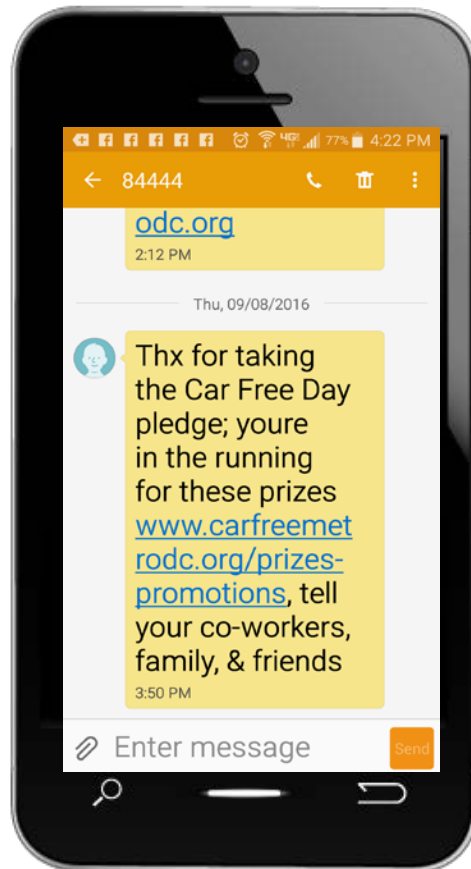 4G 77% 4:22 PM
84444
odc.org
2:12 PM
Thu, 09/08/2016
Thx for taking
the Car Free Day
pledge; youre
in the running
for these prizes
www.carfreemet
rodc.org/prizes-
promotions, tell
your co-workers,
family, & friends
3:50 PM
Enter message
Send